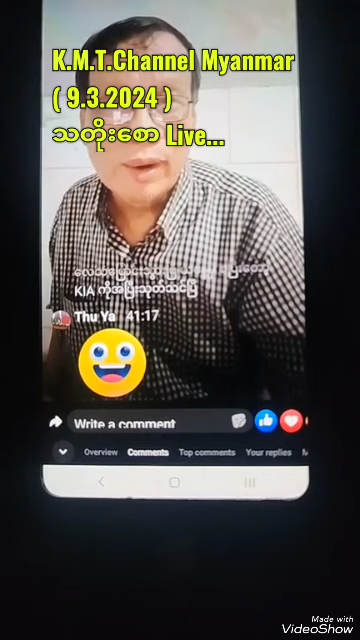 K.M.T.Channel Myanmar
( 9.3.2024 )
သတိုးစော Live...
KIA ကိုအပြီးသုတ်သင်ပြီ
Thu Ya 41:17
Write a comment
Overview Comments Top comments Your replies
Made with
VideoShow